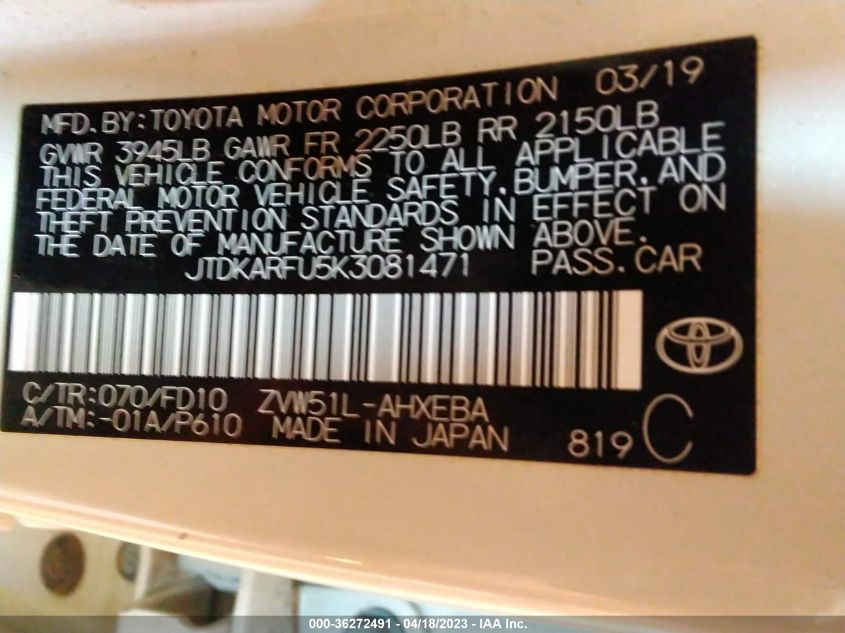 MFD.BY:TOYOTA MOTOR CORPORATION 03/19
GVWR 3945LB GAWR FR 2250LB RR 2150LB
THIS VEHICLE CONFORMS TO ALL APPLICABLE
FEDERAL MOTOR VEHICLE SAFETY,BUMPER,AND
THEFT PREVENTION STANDARDS IN EFFECT ON
THE DATE OF MANUFACTURE SHOWN ABOVE.
JTDKARFU5K3081471 PASS.CAR
C/TR:070/FD10 ZVW51L-AHXEBA
A/TM:-01A/P610 MADE IN JAPAN 819 C
000-36272491 - 04/18/2023 - IAA Inc.